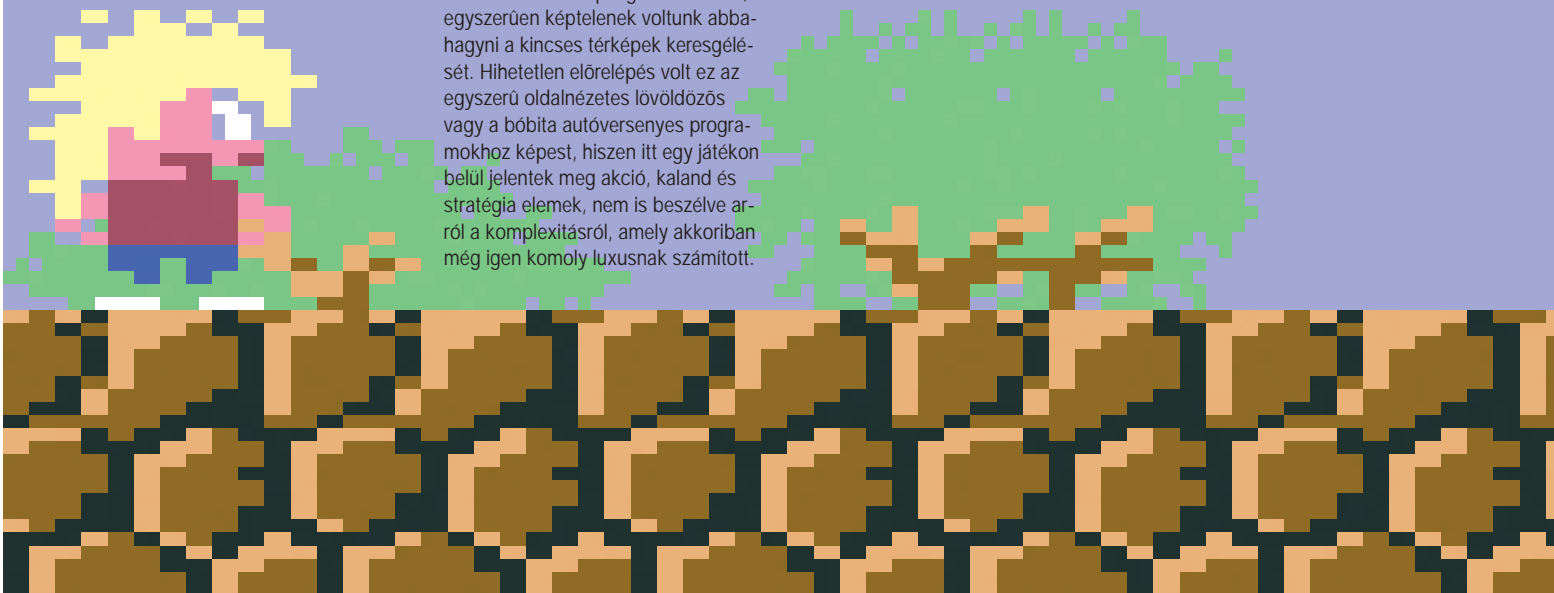 egyszerûen képtelenek voltunk abba-
hagyni a kincses térképek keresgélé-
sét. Hihetetlen elõrelépés volt ez az
egyszerû oldalnézetes lövöldözõs
vagy a bóbita autóversenyes progra-
mokhoz képest, hiszen itt egy játékon
belül jelentek meg akció, kaland és
stratégia elemek, nem is beszélve ar-
ról a komplexitásról, amely akkoriban
még igen komoly luxusnak számított.